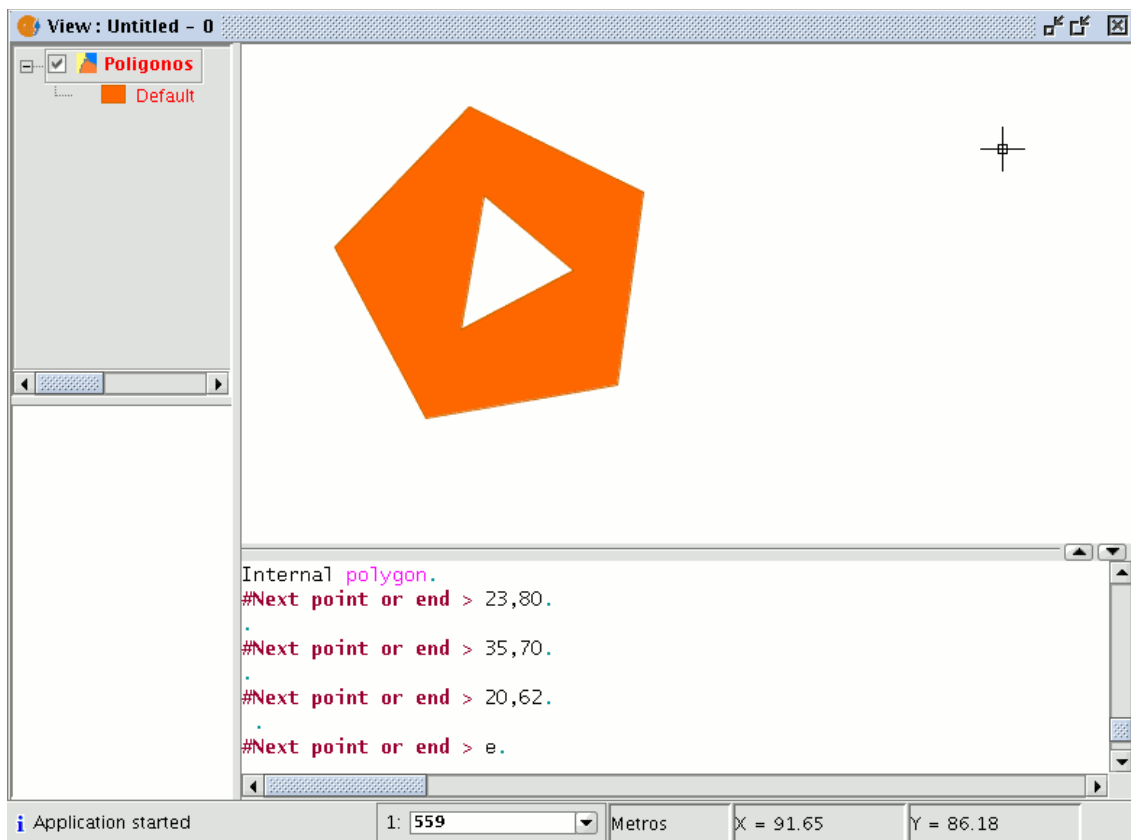 View : Untitled - 0
Poligonos
Default
Internal polygon.
#Next point or end > 23,80.
.
#Next point or end > 35,70.
.
#Next point or end > 20,62.
.
#Next point or end > e.
i Application started 1: 559 Metros X = 91.65 Y = 86.18